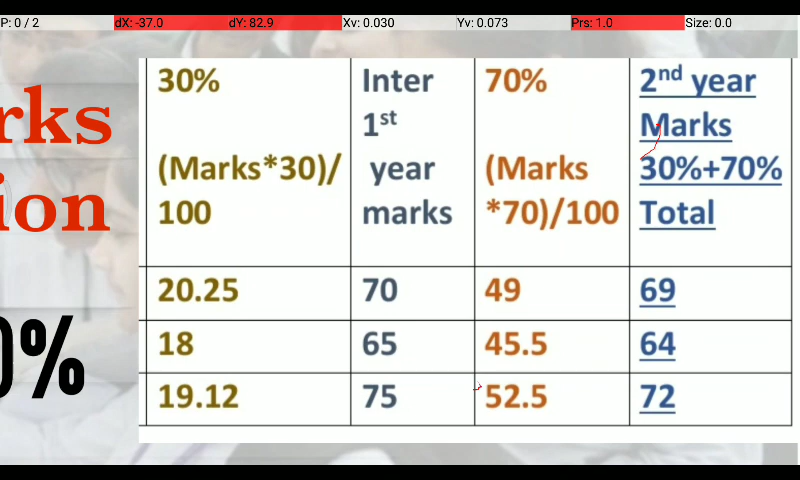 P: 0 / 2 dX: -37.0 dY: 82.9 Xv: 0.030 Yv: 0.073 Prs: 1.0 Size: 0.0
rks
ion
0%
30% Inter 70% 2nd year
1st Marks
(Marks*30)/ year (Marks 30%+70%
100 marks *70)/100 Total
20.25 70 49 69
18 65 45.5 64
19.12 75 52.5 72